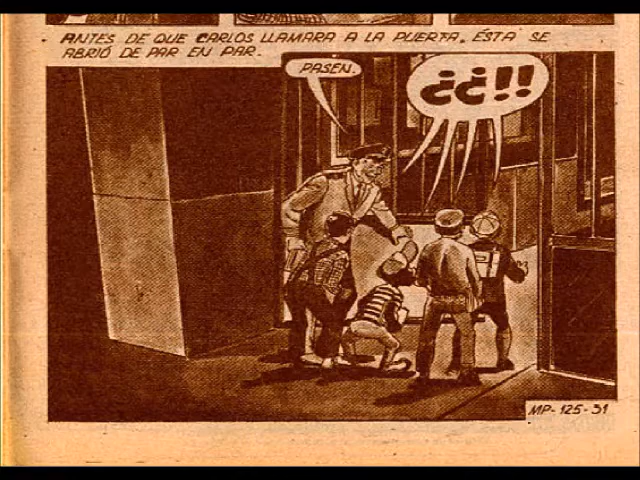 ANTES DE QUE CARLOS LLAMARA A LA PUERTA, ÉSTA SE
ABRIÓ DE PAR EN PAR.
PASEN.
¿¿!!
MP-125-31